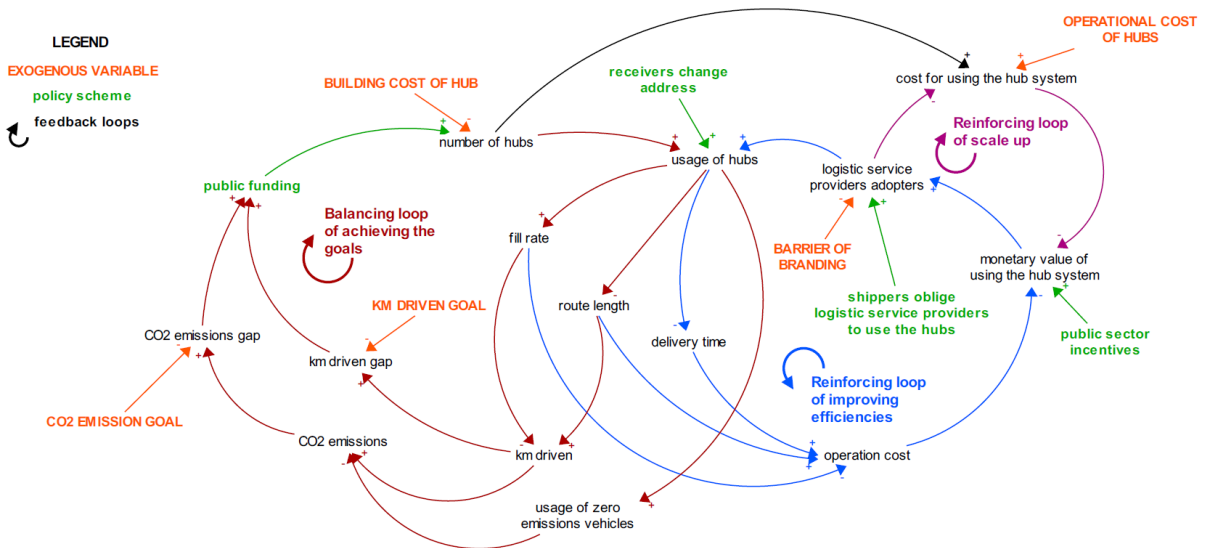 LEGEND
EXOGENOUS VARIABLE
policy scheme
feedback loops
OPERATIONAL COST
OF HUBS
cost for using the hub system
receivers change
address
BUILDING COST OF HUB
number of hubs
usage of hubs
Reinforcing loop
of scale up
logistic service
providers adopters
public funding
Balancing loop
of achieving the
goals
fill rate
BARRIER OF
BRANDING
monetary value of
using the hub system
KM DRIVEN GOAL
route length
shippers oblige
logistic service providers
to use the hubs
public sector
incentives
CO2 emissions gap
km driven gap
delivery time
Reinforcing loop
of improving
efficiencies
CO2 EMISSION GOAL
CO2 emissions
km driven
operation cost
usage of zero
emissions vehicles
+
+
+
-
+
+
+
+
-
+
-
+
+
-
+
-
+
-
+
+
+
-
-
-
-
-
+
+
-
+
+
+
-
+
-
+